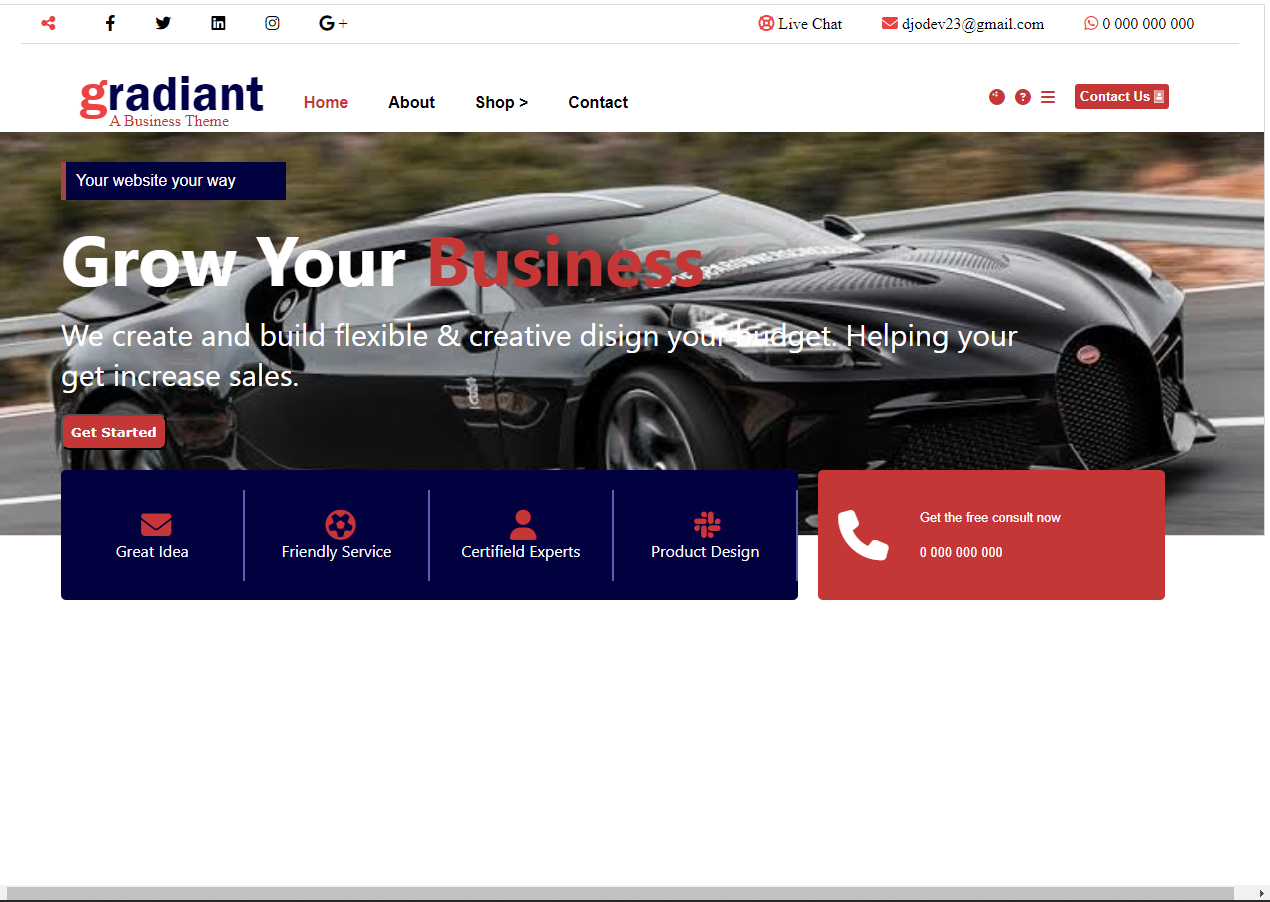 +
Live Chat
djodev23@gmail.com
0 000 000 000
gradiant
A Business Theme
Home
About
Shop >
Contact
?
Contact Us
Your website your way
Grow Your Business
We create and build flexible & creative disign your budget. Helping your
get increase sales.
Get Started
Great Idea
Friendly Service
Certifield Experts
Product Design
Get the free consult now
0 000 000 000